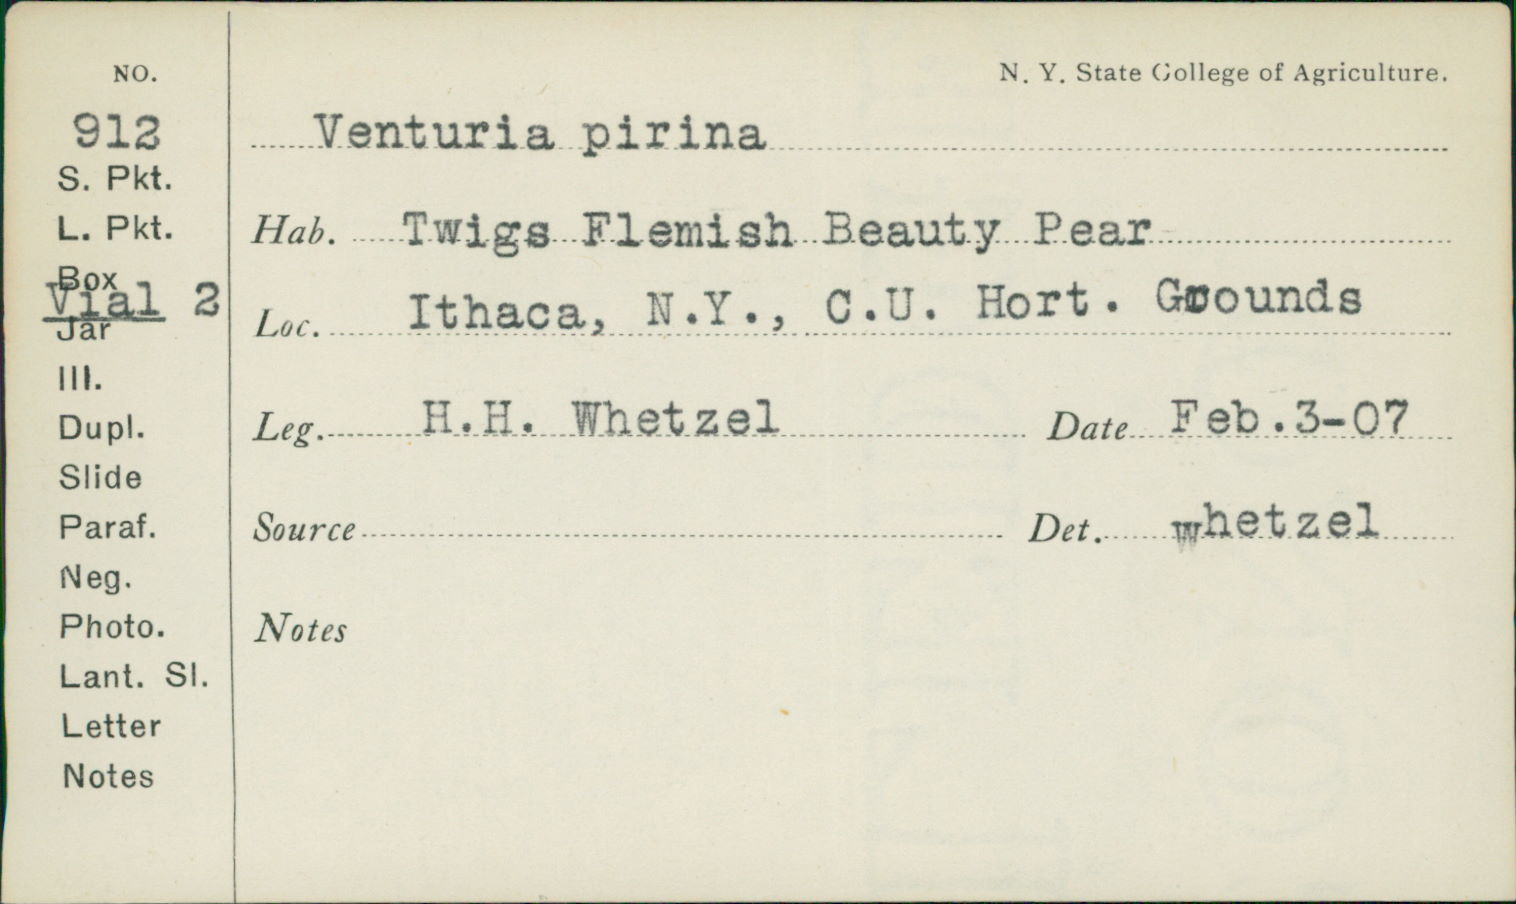 NO.
N. Y. State College of Agriculture.
912
Venturia pirina
S. Pkt.
L. Pkt.
Hab. Twigs Flemish Beauty Pear
Box
Vial 2
Jar
Loc. Ithaca, N.Y., C.U. Hort. Grounds
Ill.
Dupl.
Leg. H.H. Whetzel Date Feb.3-07
Slide
Paraf.
Source Det. whetzel
Neg.
Photo.
Notes
Lant. Sl.
Letter
Notes